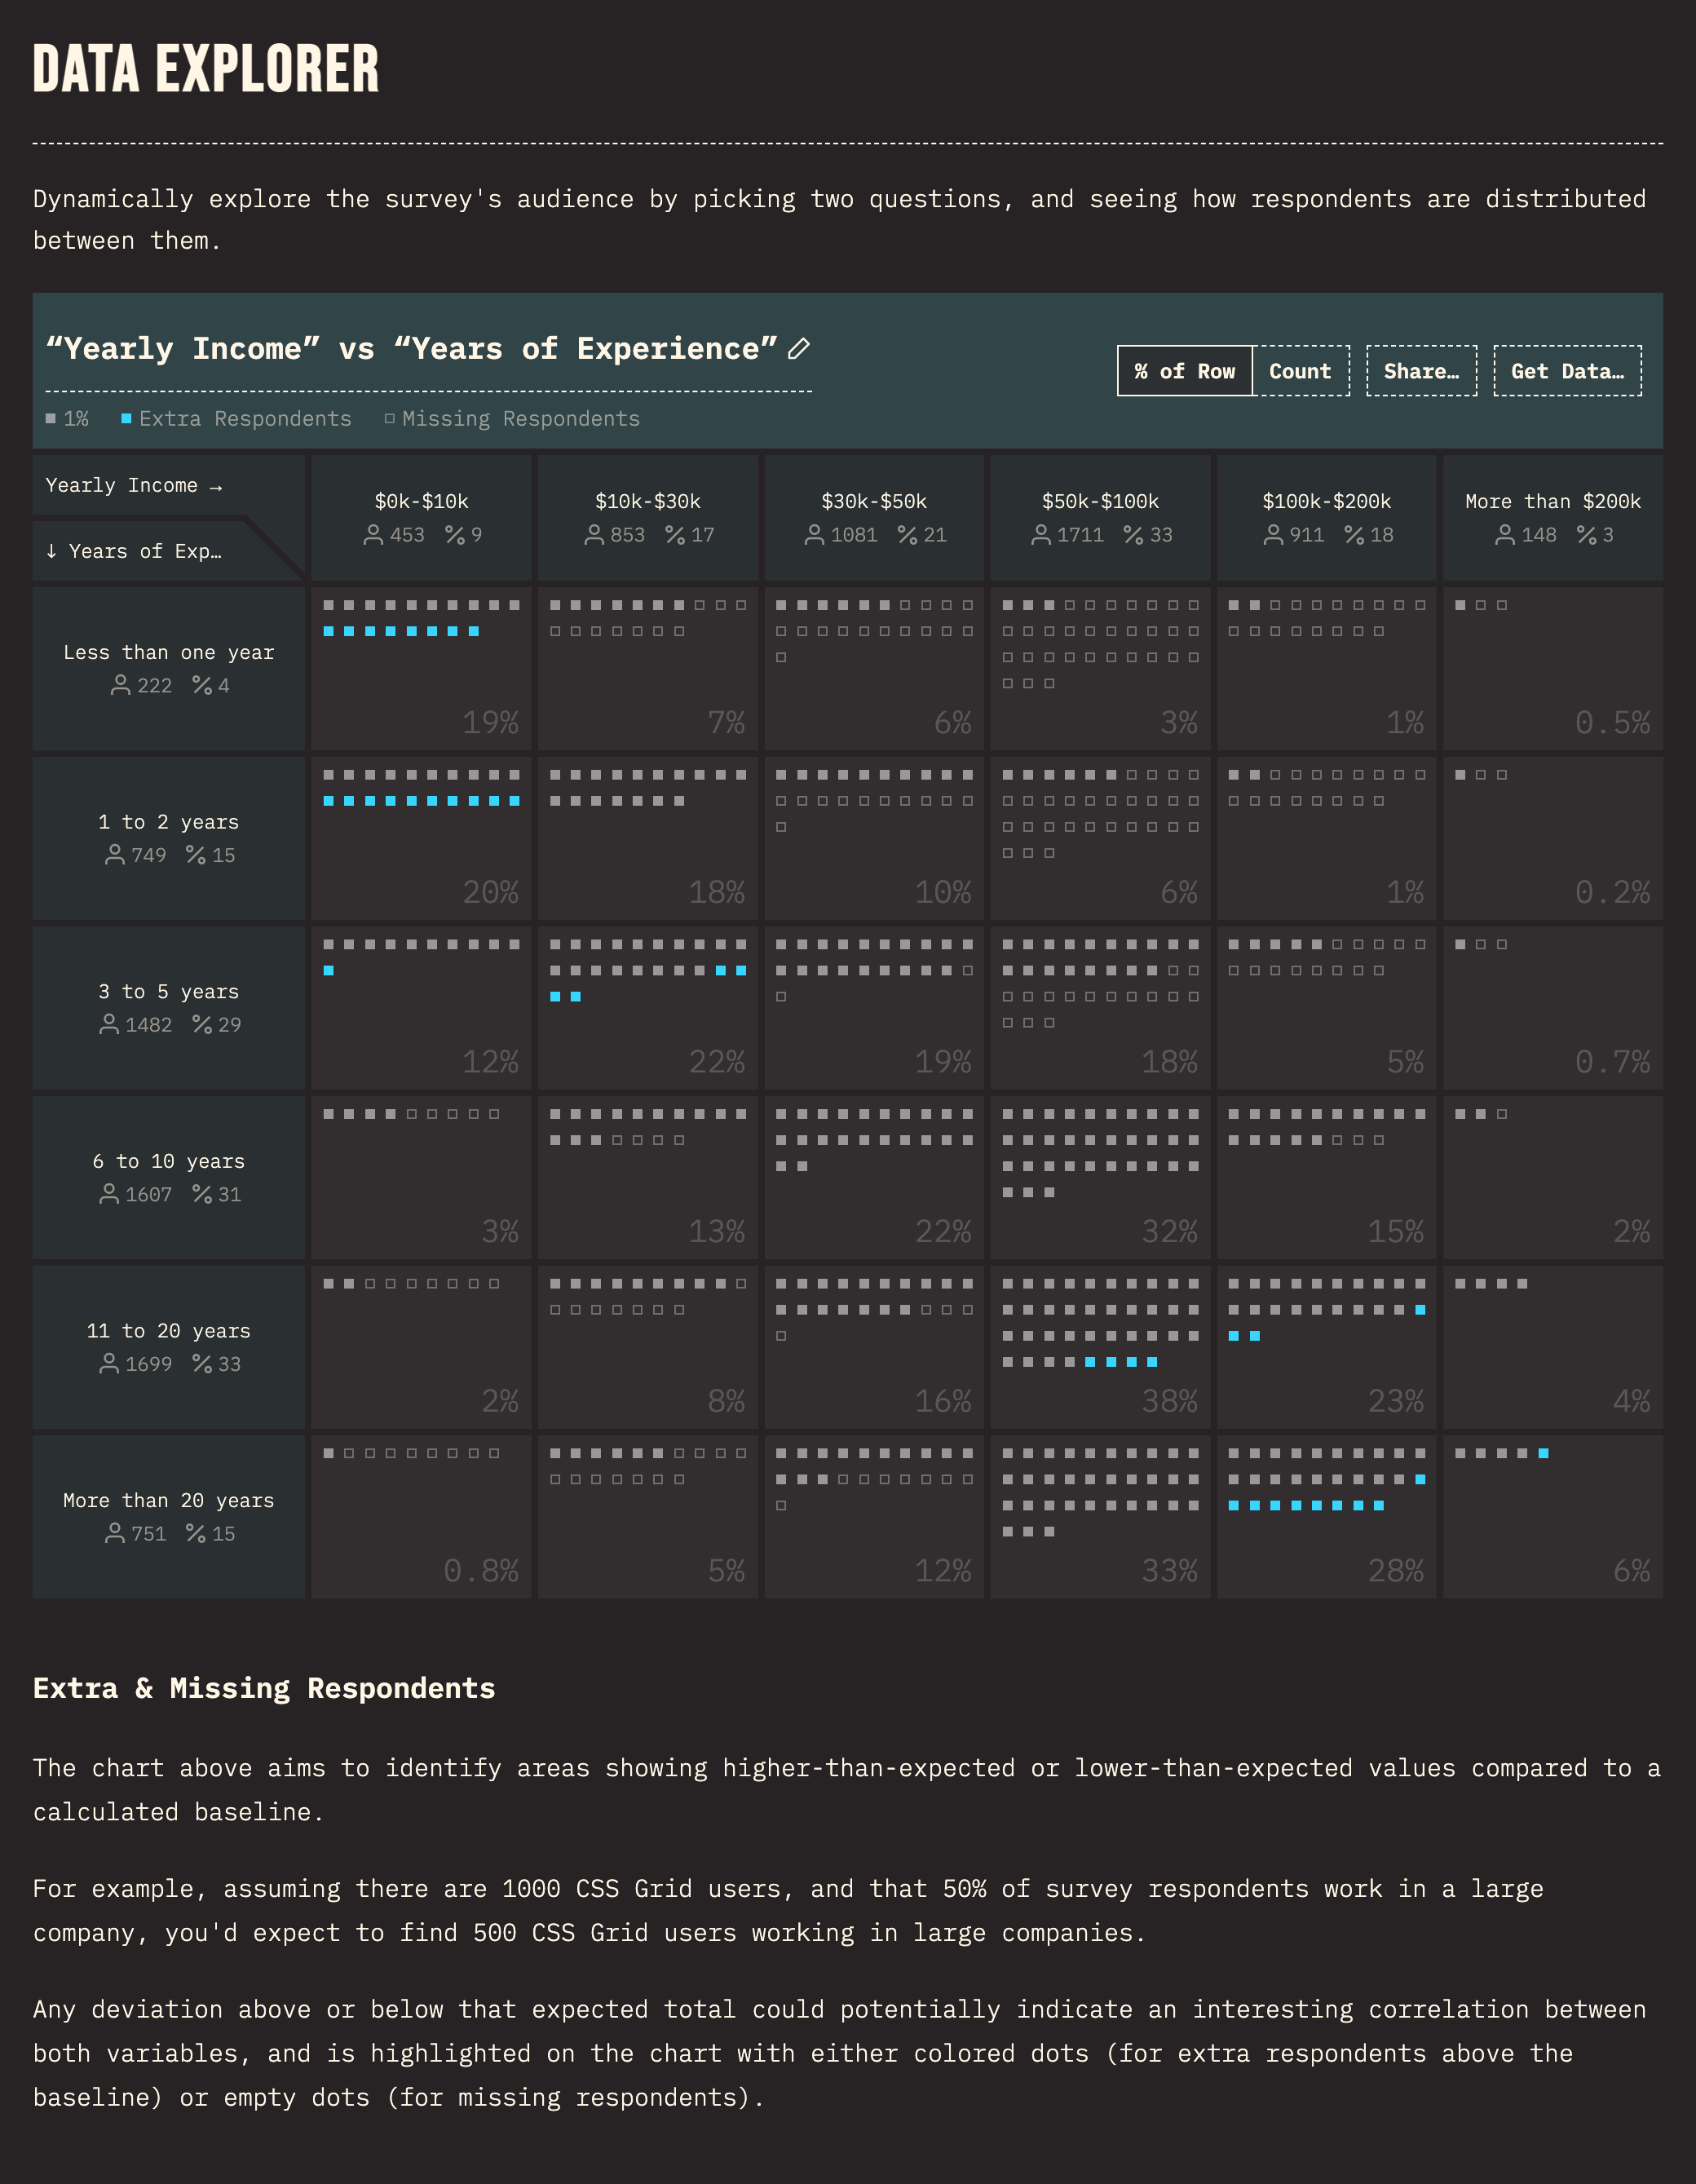 DATA EXPLORER
Dynamically explore the survey's audience by picking two questions, and seeing how respondents are distributed
between them.
“Yearly Income” vs “Years of Experience”
% of Row Count Share… Get Data…
1% Extra Respondents Missing Respondents
Yearly Income →
↓ Years of Exp…
$0k-$10k
453 % 9
$10k-$30k
853 % 17
$30k-$50k
1081 % 21
$50k-$100k
1711 % 33
$100k-$200k
911 % 18
More than $200k
148 % 3
Less than one year
222 % 4
19% 7% 6% 3% 1% 0.5%
1 to 2 years
749 % 15
20% 18% 10% 6% 1% 0.2%
3 to 5 years
1482 % 29
12% 22% 19% 18% 5% 0.7%
6 to 10 years
1607 % 31
3% 13% 22% 32% 15% 2%
11 to 20 years
1699 % 33
2% 8% 16% 38% 23% 4%
More than 20 years
751 % 15
0.8% 5% 12% 33% 28% 6%
Extra & Missing Respondents
The chart above aims to identify areas showing higher-than-expected or lower-than-expected values compared to a
calculated baseline.
For example, assuming there are 1000 CSS Grid users, and that 50% of survey respondents work in a large
company, you'd expect to find 500 CSS Grid users working in large companies.
Any deviation above or below that expected total could potentially indicate an interesting correlation between
both variables, and is highlighted on the chart with either colored dots (for extra respondents above the
baseline) or empty dots (for missing respondents).